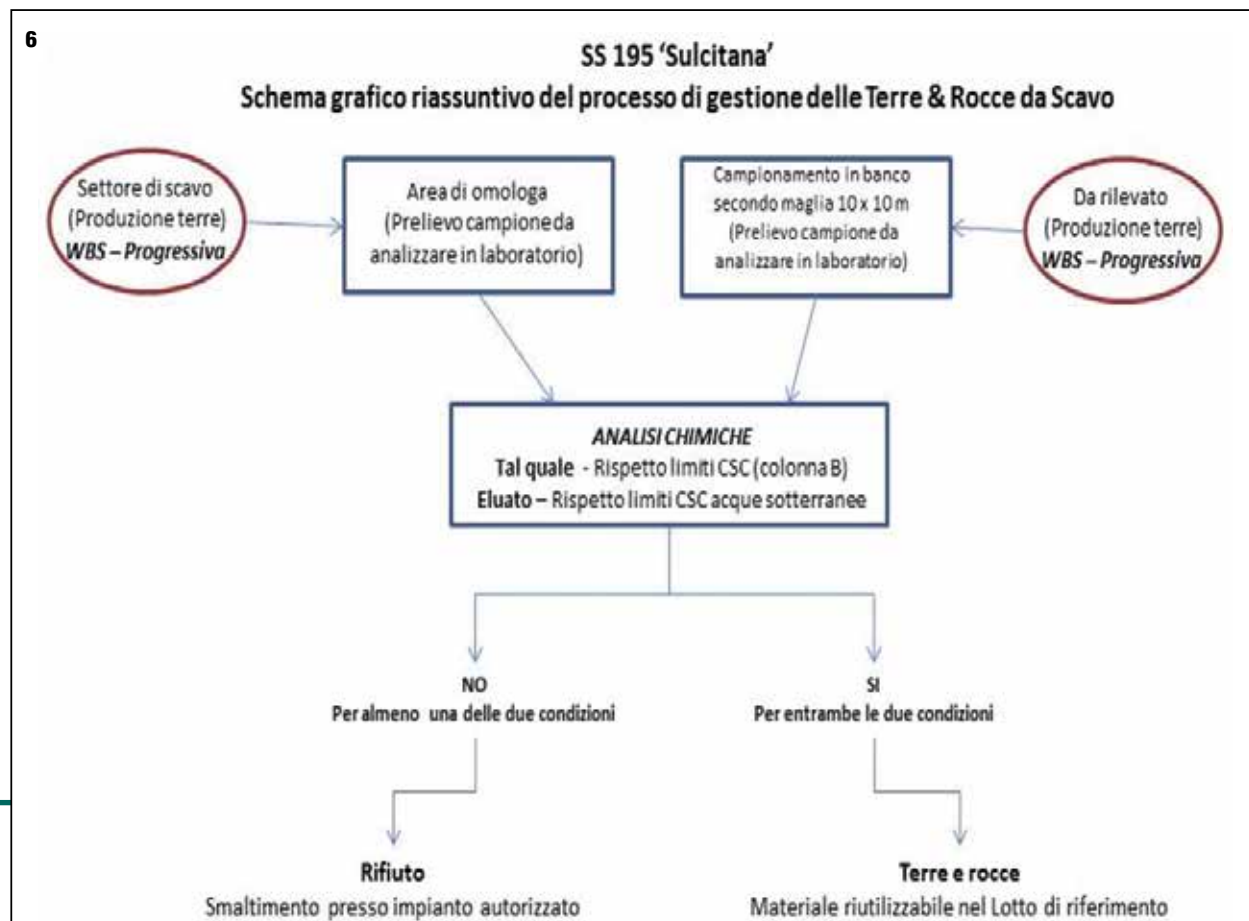 6
SS 195 'Sulcitana'
Schema grafico riassuntivo del processo di gestione delle Terre & Rocce da Scavo
Settore di scavo
(Produzione terre)
WBS – Progressiva
Area di omologa
(Prelievo campione da
analizzare in laboratorio)
Campionamento in banco
secondo maglia 10 x 10 m
(Prelievo campione da
analizzare in laboratorio)
Da rilevato
(Produzione terre)
WBS – Progressiva
ANALISI CHIMICHE
Tal quale - Rispetto limiti CSC (colonna B)
Eluato – Rispetto limiti CSC acque sotterranee
NO
Per almeno una delle due condizioni
SI
Per entrambe le due condizioni
Rifiuto
Smaltimento presso impianto autorizzato
Terre e rocce
Materiale riutilizzabile nel Lotto di riferimento